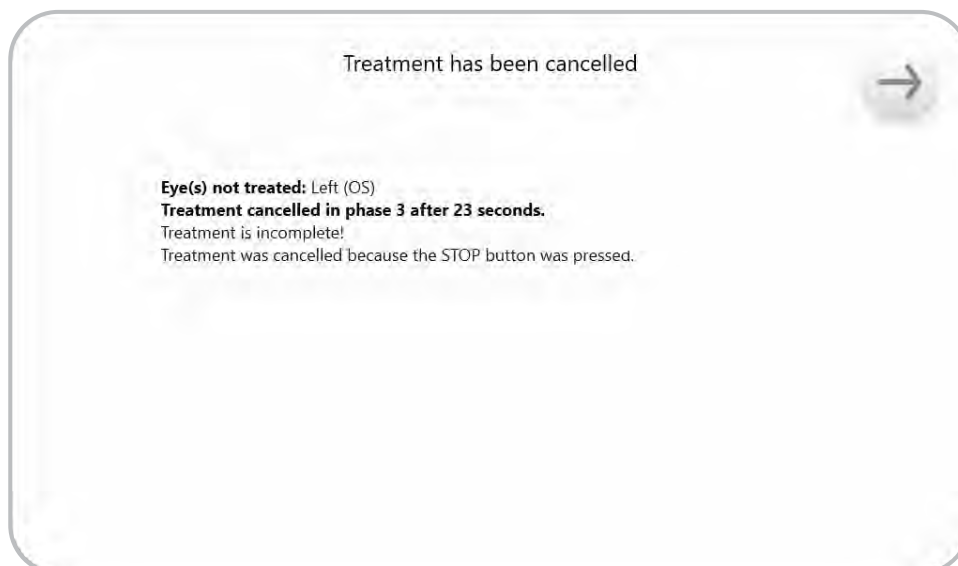 Treatment has been cancelled
Eye(s) not treated: Left (OS)
Treatment cancelled in phase 3 after 23 seconds.
Treatment is incomplete!
Treatment was cancelled because the STOP button was pressed.